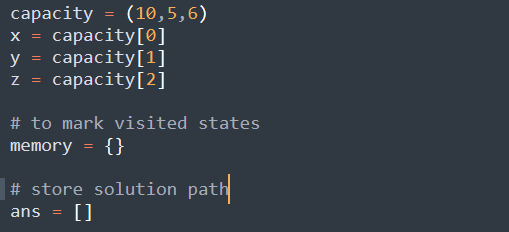 capacity = (10,5,6)
x = capacity[0]
y = capacity[1]
z = capacity[2]
# to mark visited states
memory = {}
# store solution path
ans = []